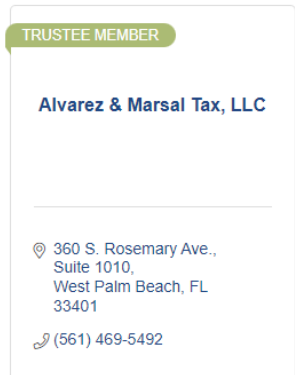 TRUSTEE MEMBER
Alvarez & Marsal Tax, LLC
360 S. Rosemary Ave.,
Suite 1010,
West Palm Beach, FL
33401
(561) 469-5492